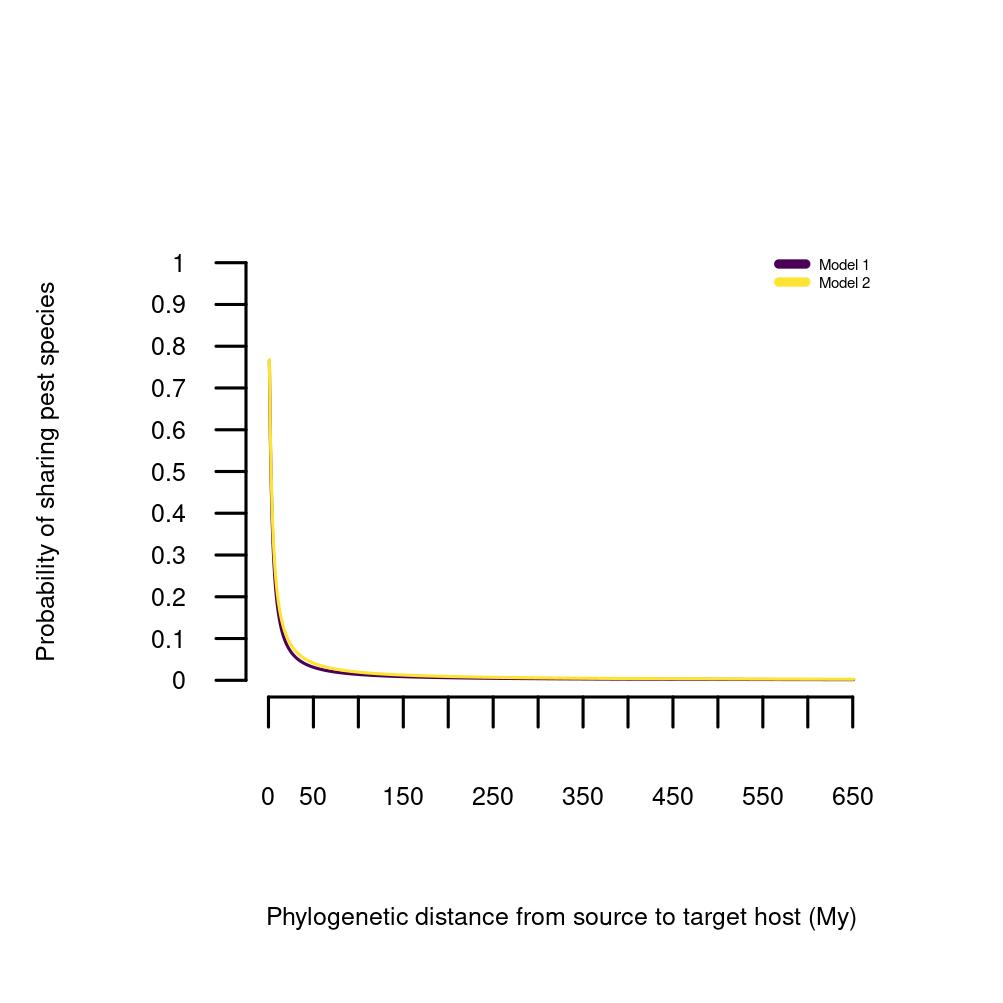 Model 1
Model 2
Probability of sharing pest species
1
0.9
0.8
0.7
0.6
0.5
0.4
0.3
0.2
0.1
0
0 50 150 250 350 450 550 650
Phylogenetic distance from source to target host (My)